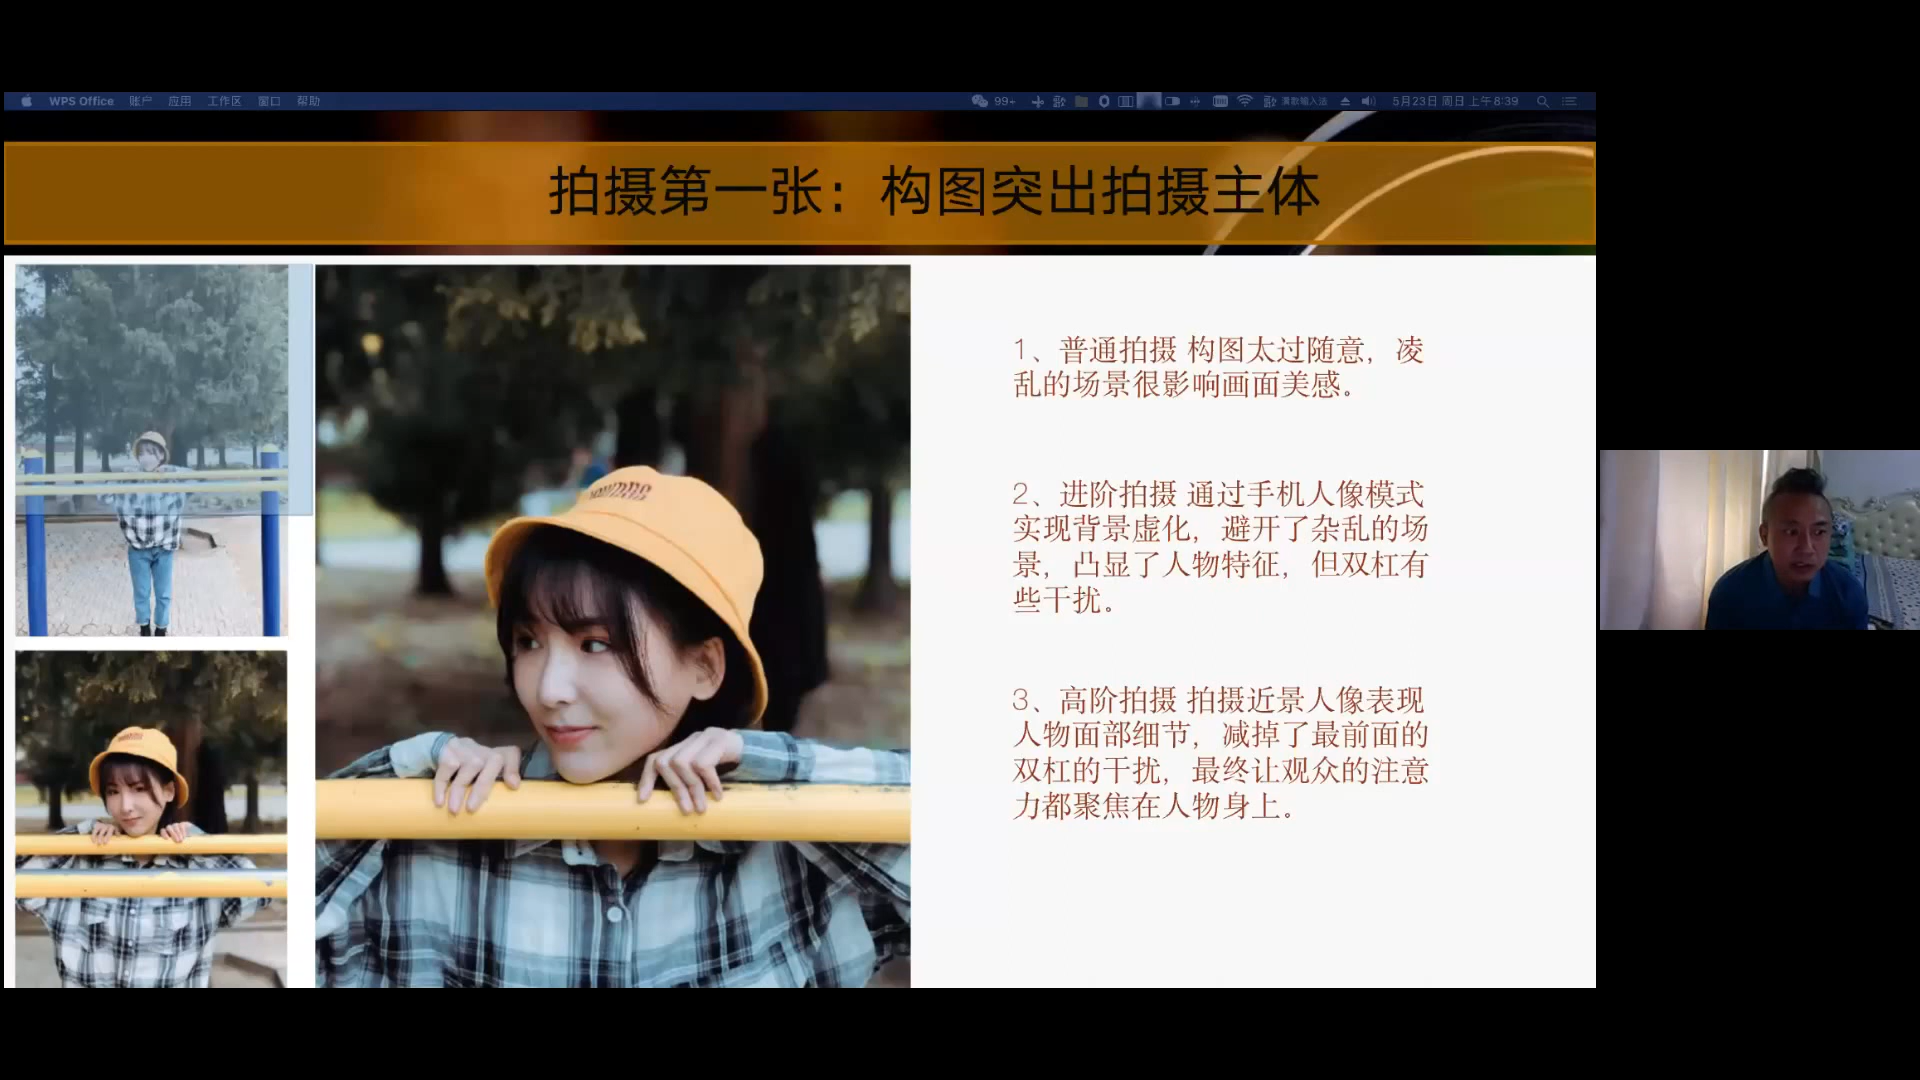 WPS Office 账户 应用 工作区 窗口 帮助
99+ 5月23日 周日 上午8:39
拍摄第一张：构图突出拍摄主体
1、普通拍摄 构图太过随意，凌
乱的场景很影响画面美感。
2、进阶拍摄 通过手机人像模式
实现背景虚化，避开了杂乱的场
景，凸显了人物特征，但双杠有
些干扰。
3、高阶拍摄 拍摄近景人像表现
人物面部细节，减掉了最前面的
双杠的干扰，最终让观众的注意
力都聚焦在人物身上。